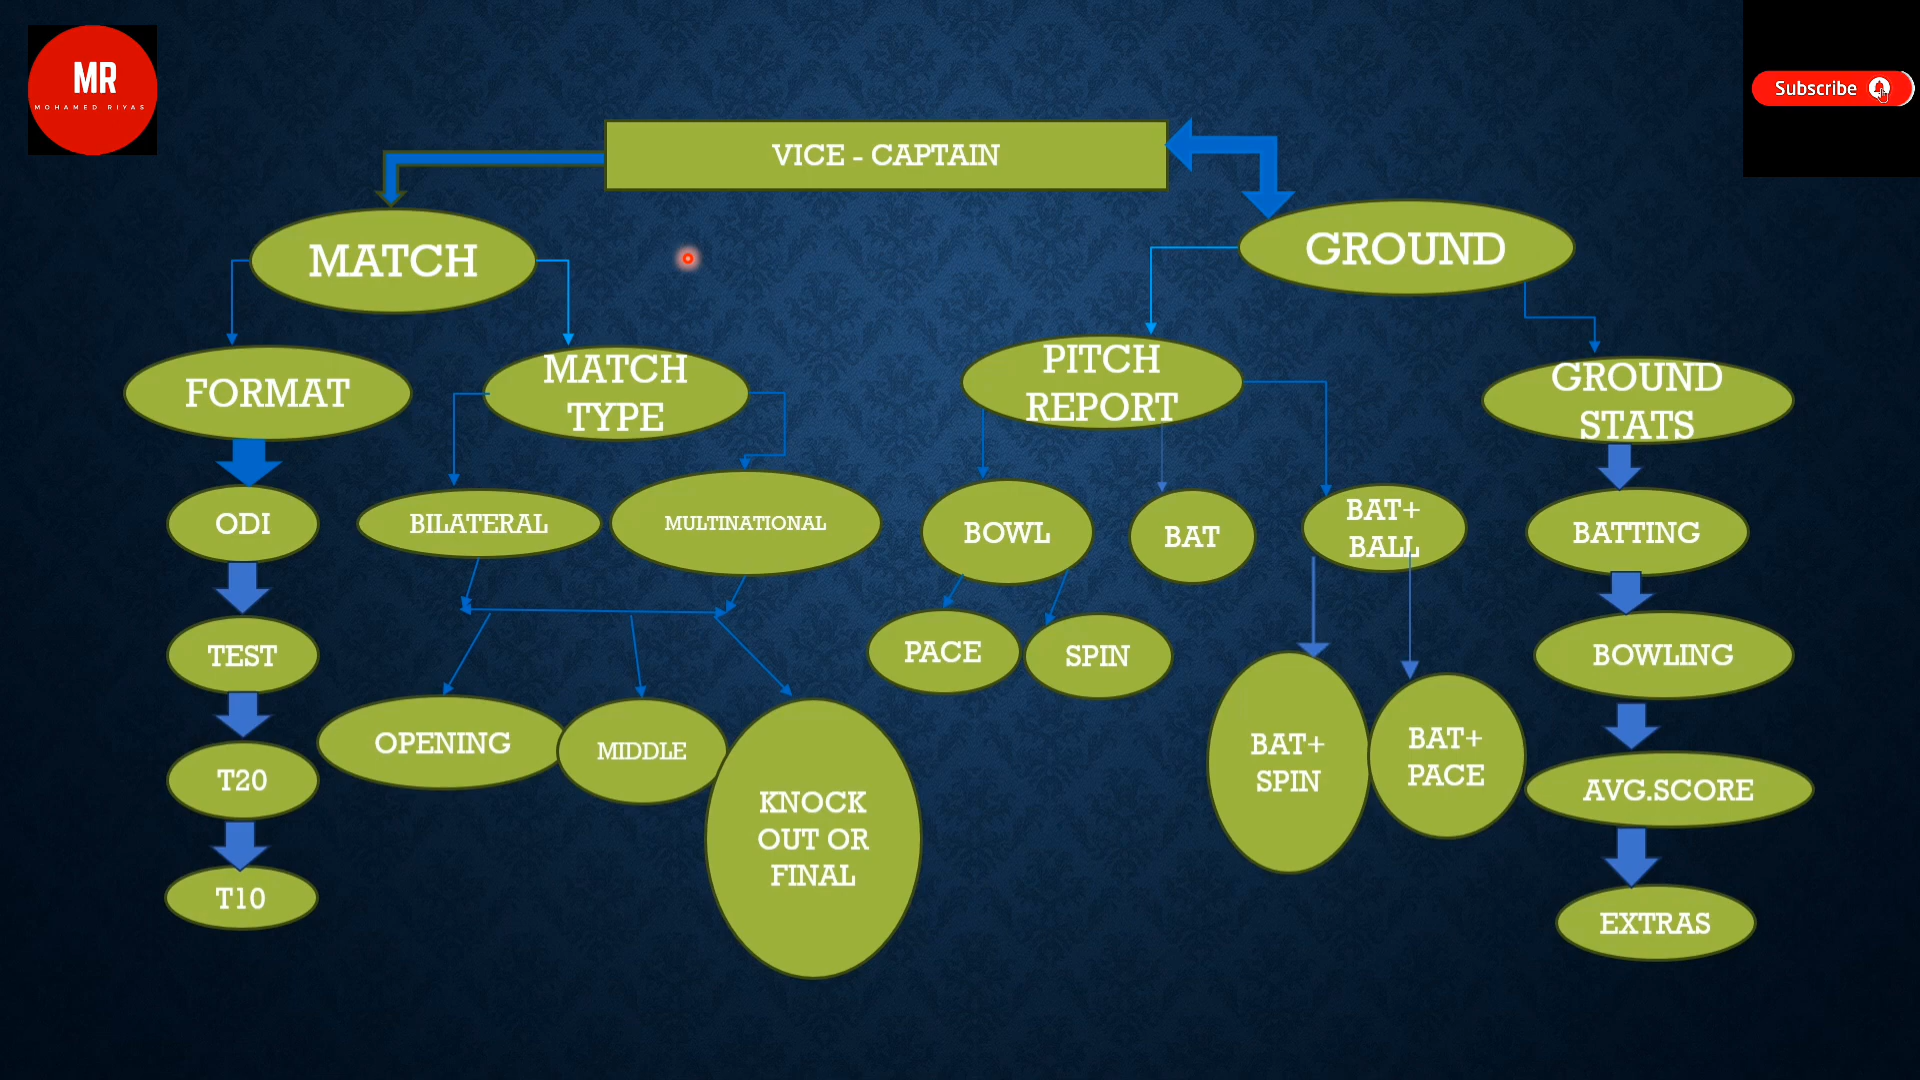 MR
MOHAMED RIYAS
Subscribe
VICE - CAPTAIN
MATCH
GROUND
FORMAT
MATCH
TYPE
PITCH
REPORT
GROUND
STATS
ODI
BILATERAL
MULTINATIONAL
BOWL
BAT
BAT+
BALL
BATTING
TEST
PACE
SPIN
BOWLING
T20
OPENING
MIDDLE
KNOCK
OUT OR
FINAL
BAT+
SPIN
BAT+
PACE
AVG.SCORE
T10
EXTRAS